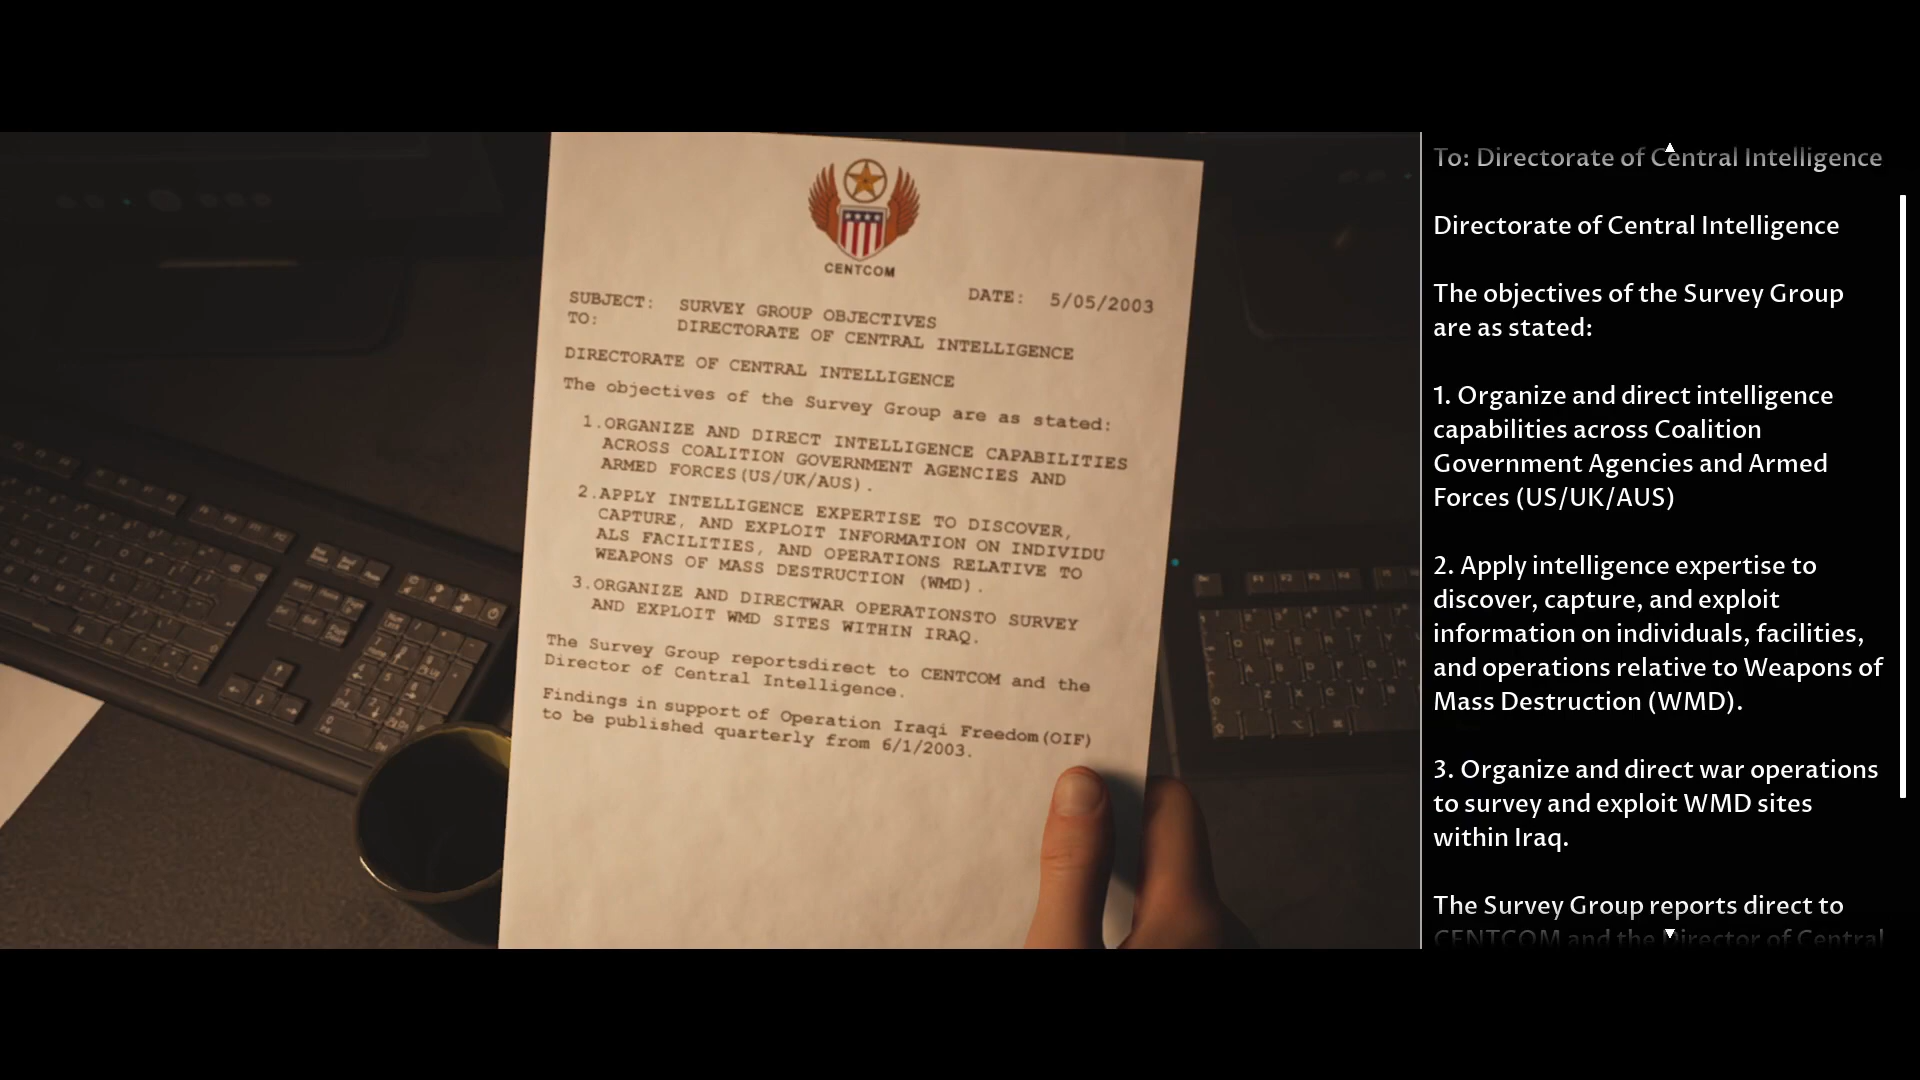 CENTCOM
DATE: 5/05/2003
SUBJECT: SURVEY GROUP OBJECTIVES
TO: DIRECTORATE OF CENTRAL INTELLIGENCE
DIRECTORATE OF CENTRAL INTELLIGENCE
The objectives of the Survey Group are as stated:
1.ORGANIZE AND DIRECT INTELLIGENCE CAPABILITIES
ACROSS COALITION GOVERNMENT AGENCIES AND
ARMED FORCES(US/UK/AUS).
2.APPLY INTELLIGENCE EXPERTISE TO DISCOVER,
CAPTURE, AND EXPLOIT INFORMATION ON INDIVIDU
ALS FACILITIES, AND OPERATIONS RELATIVE TO
WEAPONS OF MASS DESTRUCTION (WMD).
3.ORGANIZE AND DIRECTWAR OPERATIONSTO SURVEY
AND EXPLOIT WMD SITES WITHIN IRAQ.
The Survey Group reportsdirect to CENTCOM and the
Director of Central Intelligence.
Findings in support of Operation Iraqi Freedom(OIF)
to be published quarterly from 6/1/2003.
To: Directorate of Central Intelligence
Directorate of Central Intelligence
The objectives of the Survey Group
are as stated:
1. Organize and direct intelligence
capabilities across Coalition
Government Agencies and Armed
Forces (US/UK/AUS)
2. Apply intelligence expertise to
discover, capture, and exploit
information on individuals, facilities,
and operations relative to Weapons of
Mass Destruction (WMD).
3. Organize and direct war operations
to survey and exploit WMD sites
within Iraq.
The Survey Group reports direct to
CENTCOM and the Director of Central